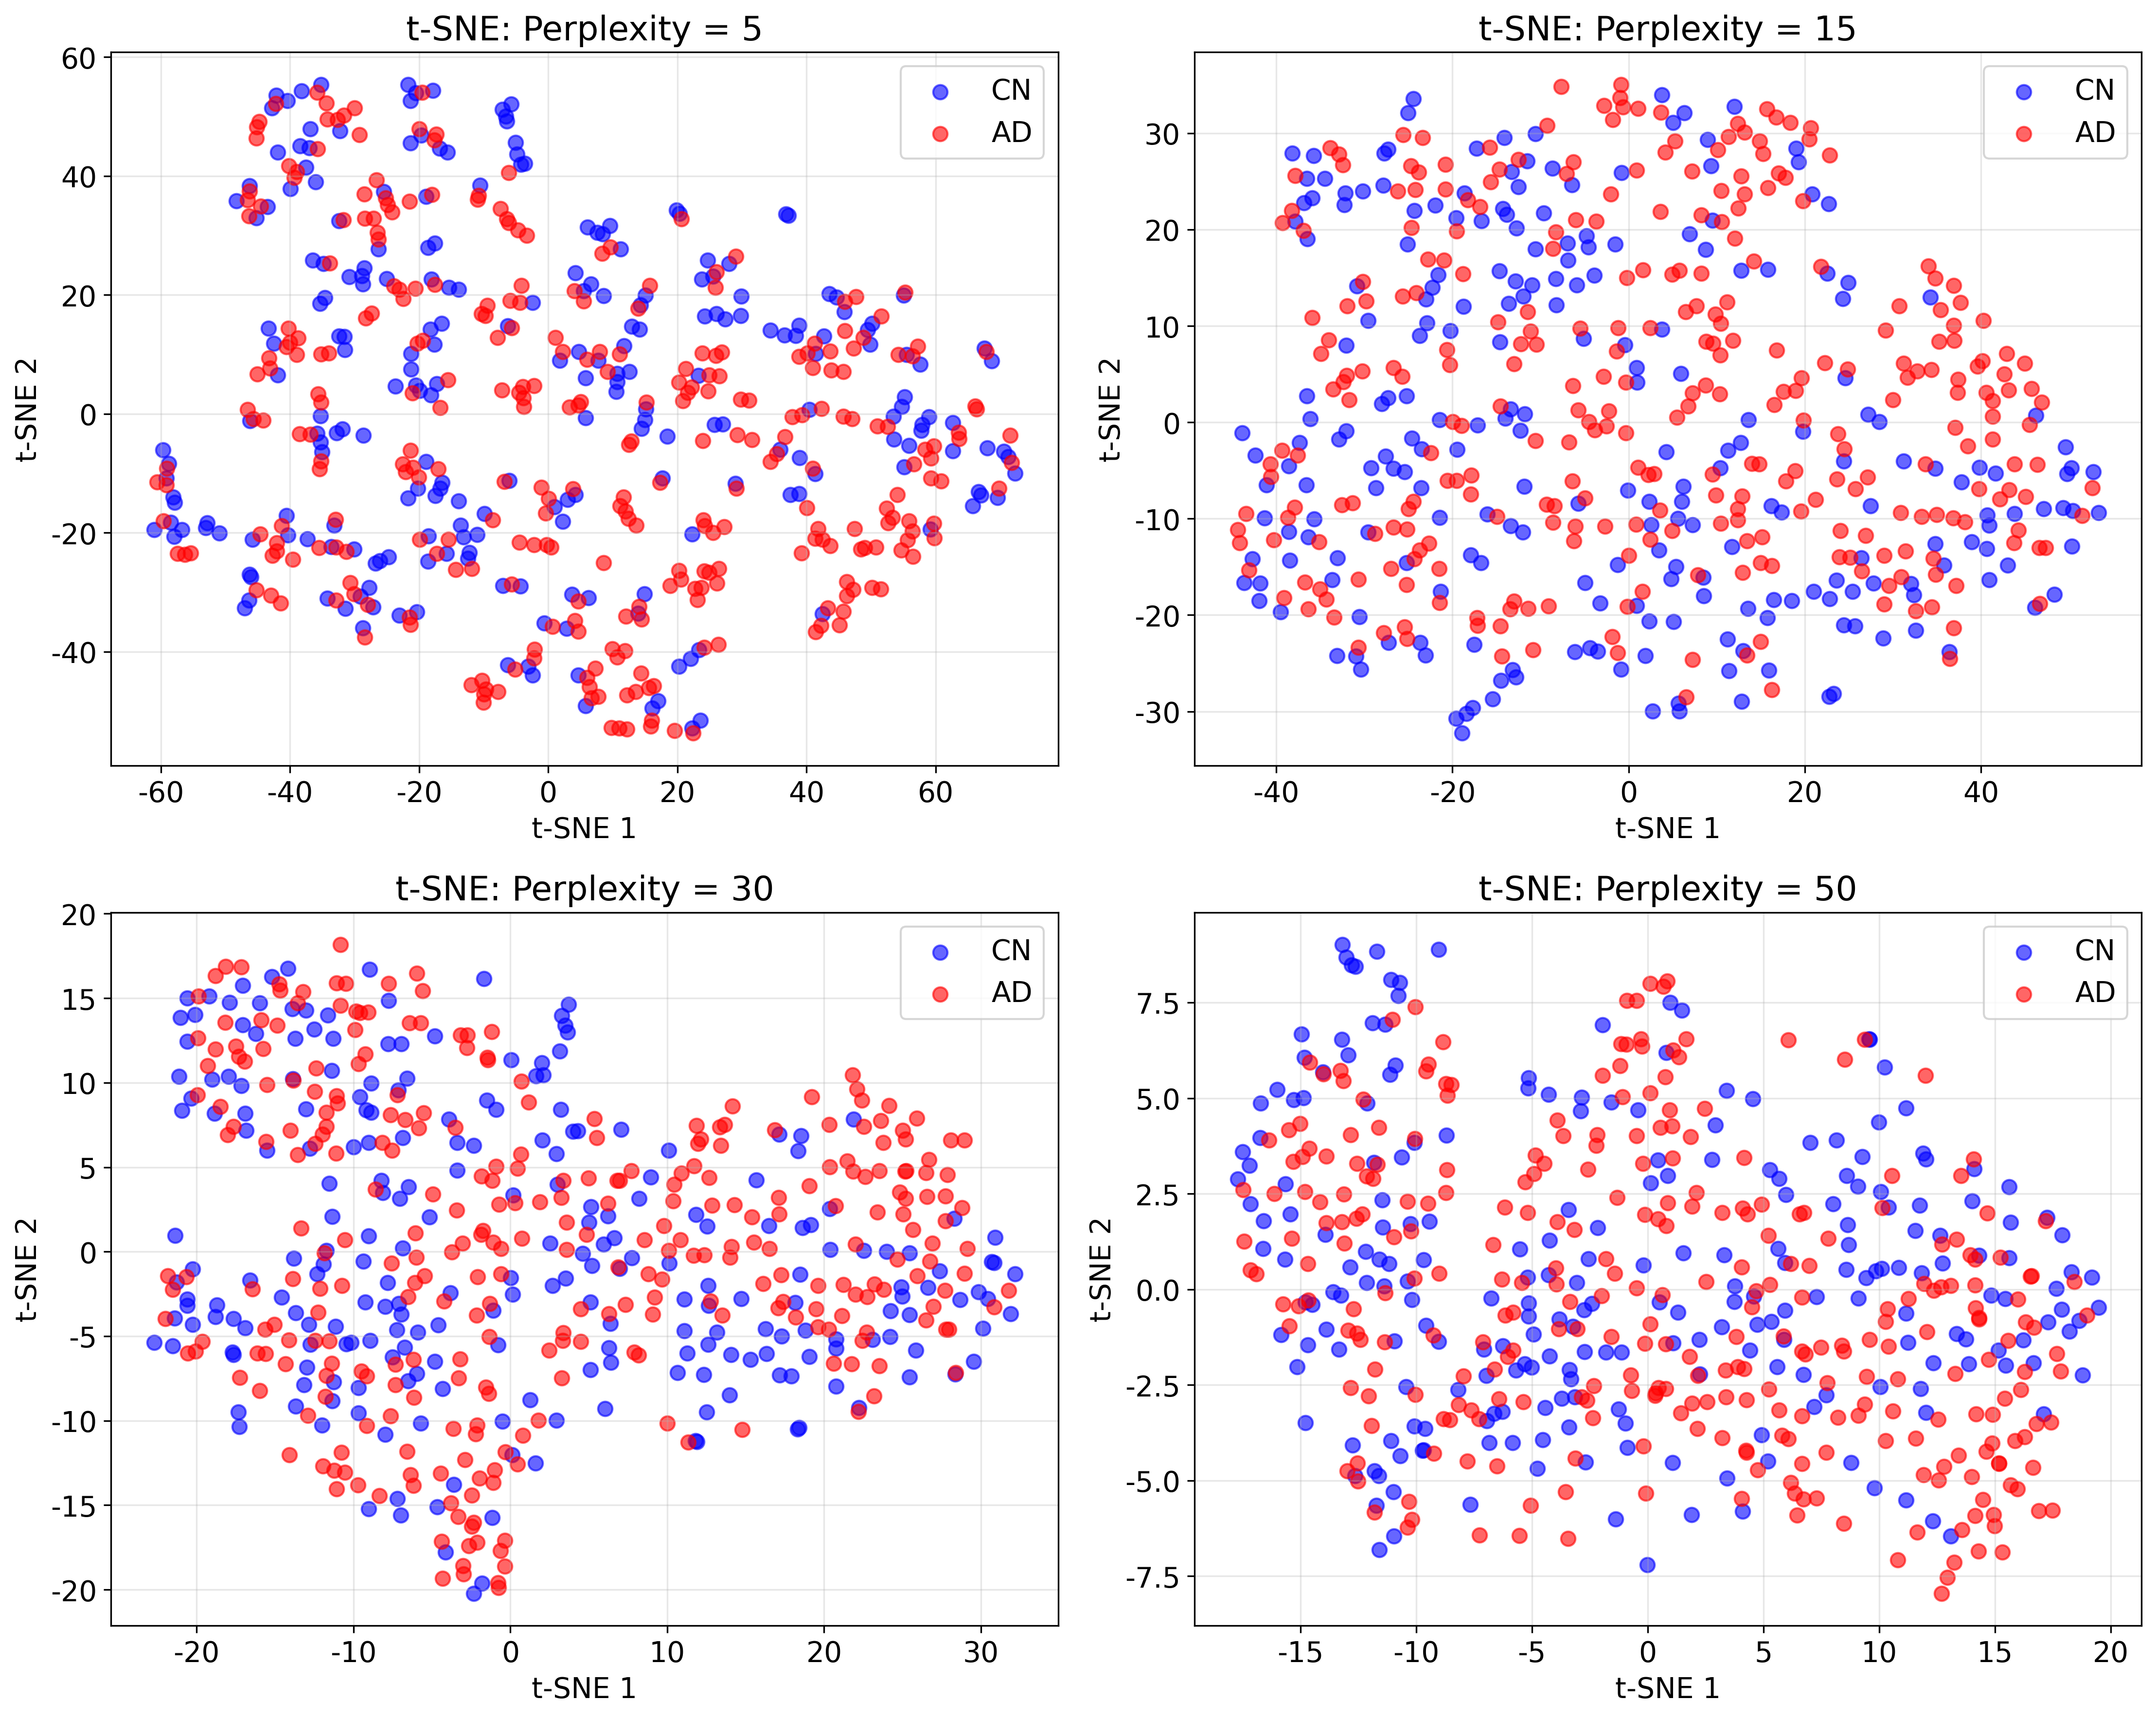 t-SNE: Perplexity = 5
60
40
20
0
-20
-40
t-SNE 2
CN
AD
-60 -40 -20 0 20 40 60
t-SNE 1
t-SNE: Perplexity = 15
30
20
10
0
-10
-20
-30
t-SNE 2
CN
AD
-40 -20 0 20 40
t-SNE 1
t-SNE: Perplexity = 30
20
15
10
5
0
-5
-10
-15
-20
t-SNE 2
CN
AD
-20 -10 0 10 20 30
t-SNE 1
t-SNE: Perplexity = 50
7.5
5.0
2.5
0.0
-2.5
-5.0
-7.5
t-SNE 2
CN
AD
-15 -10 -5 0 5 10 15 20
t-SNE 1